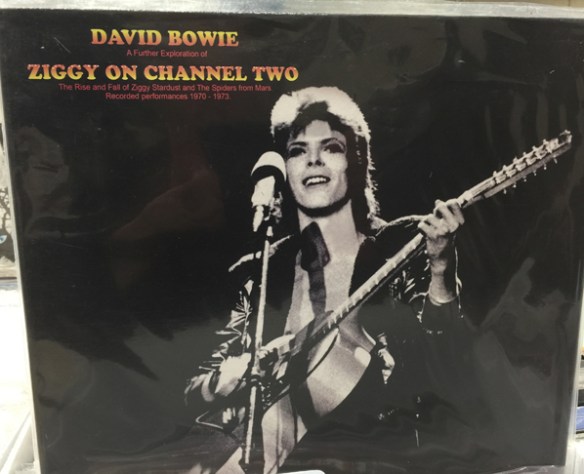 DAVID BOWIE
A Further Exploration of
ZIGGY ON CHANNEL TWO
The Rise and Fall of Ziggy Stardust and The Spiders from Mars
Recorded performances 1970 - 1973